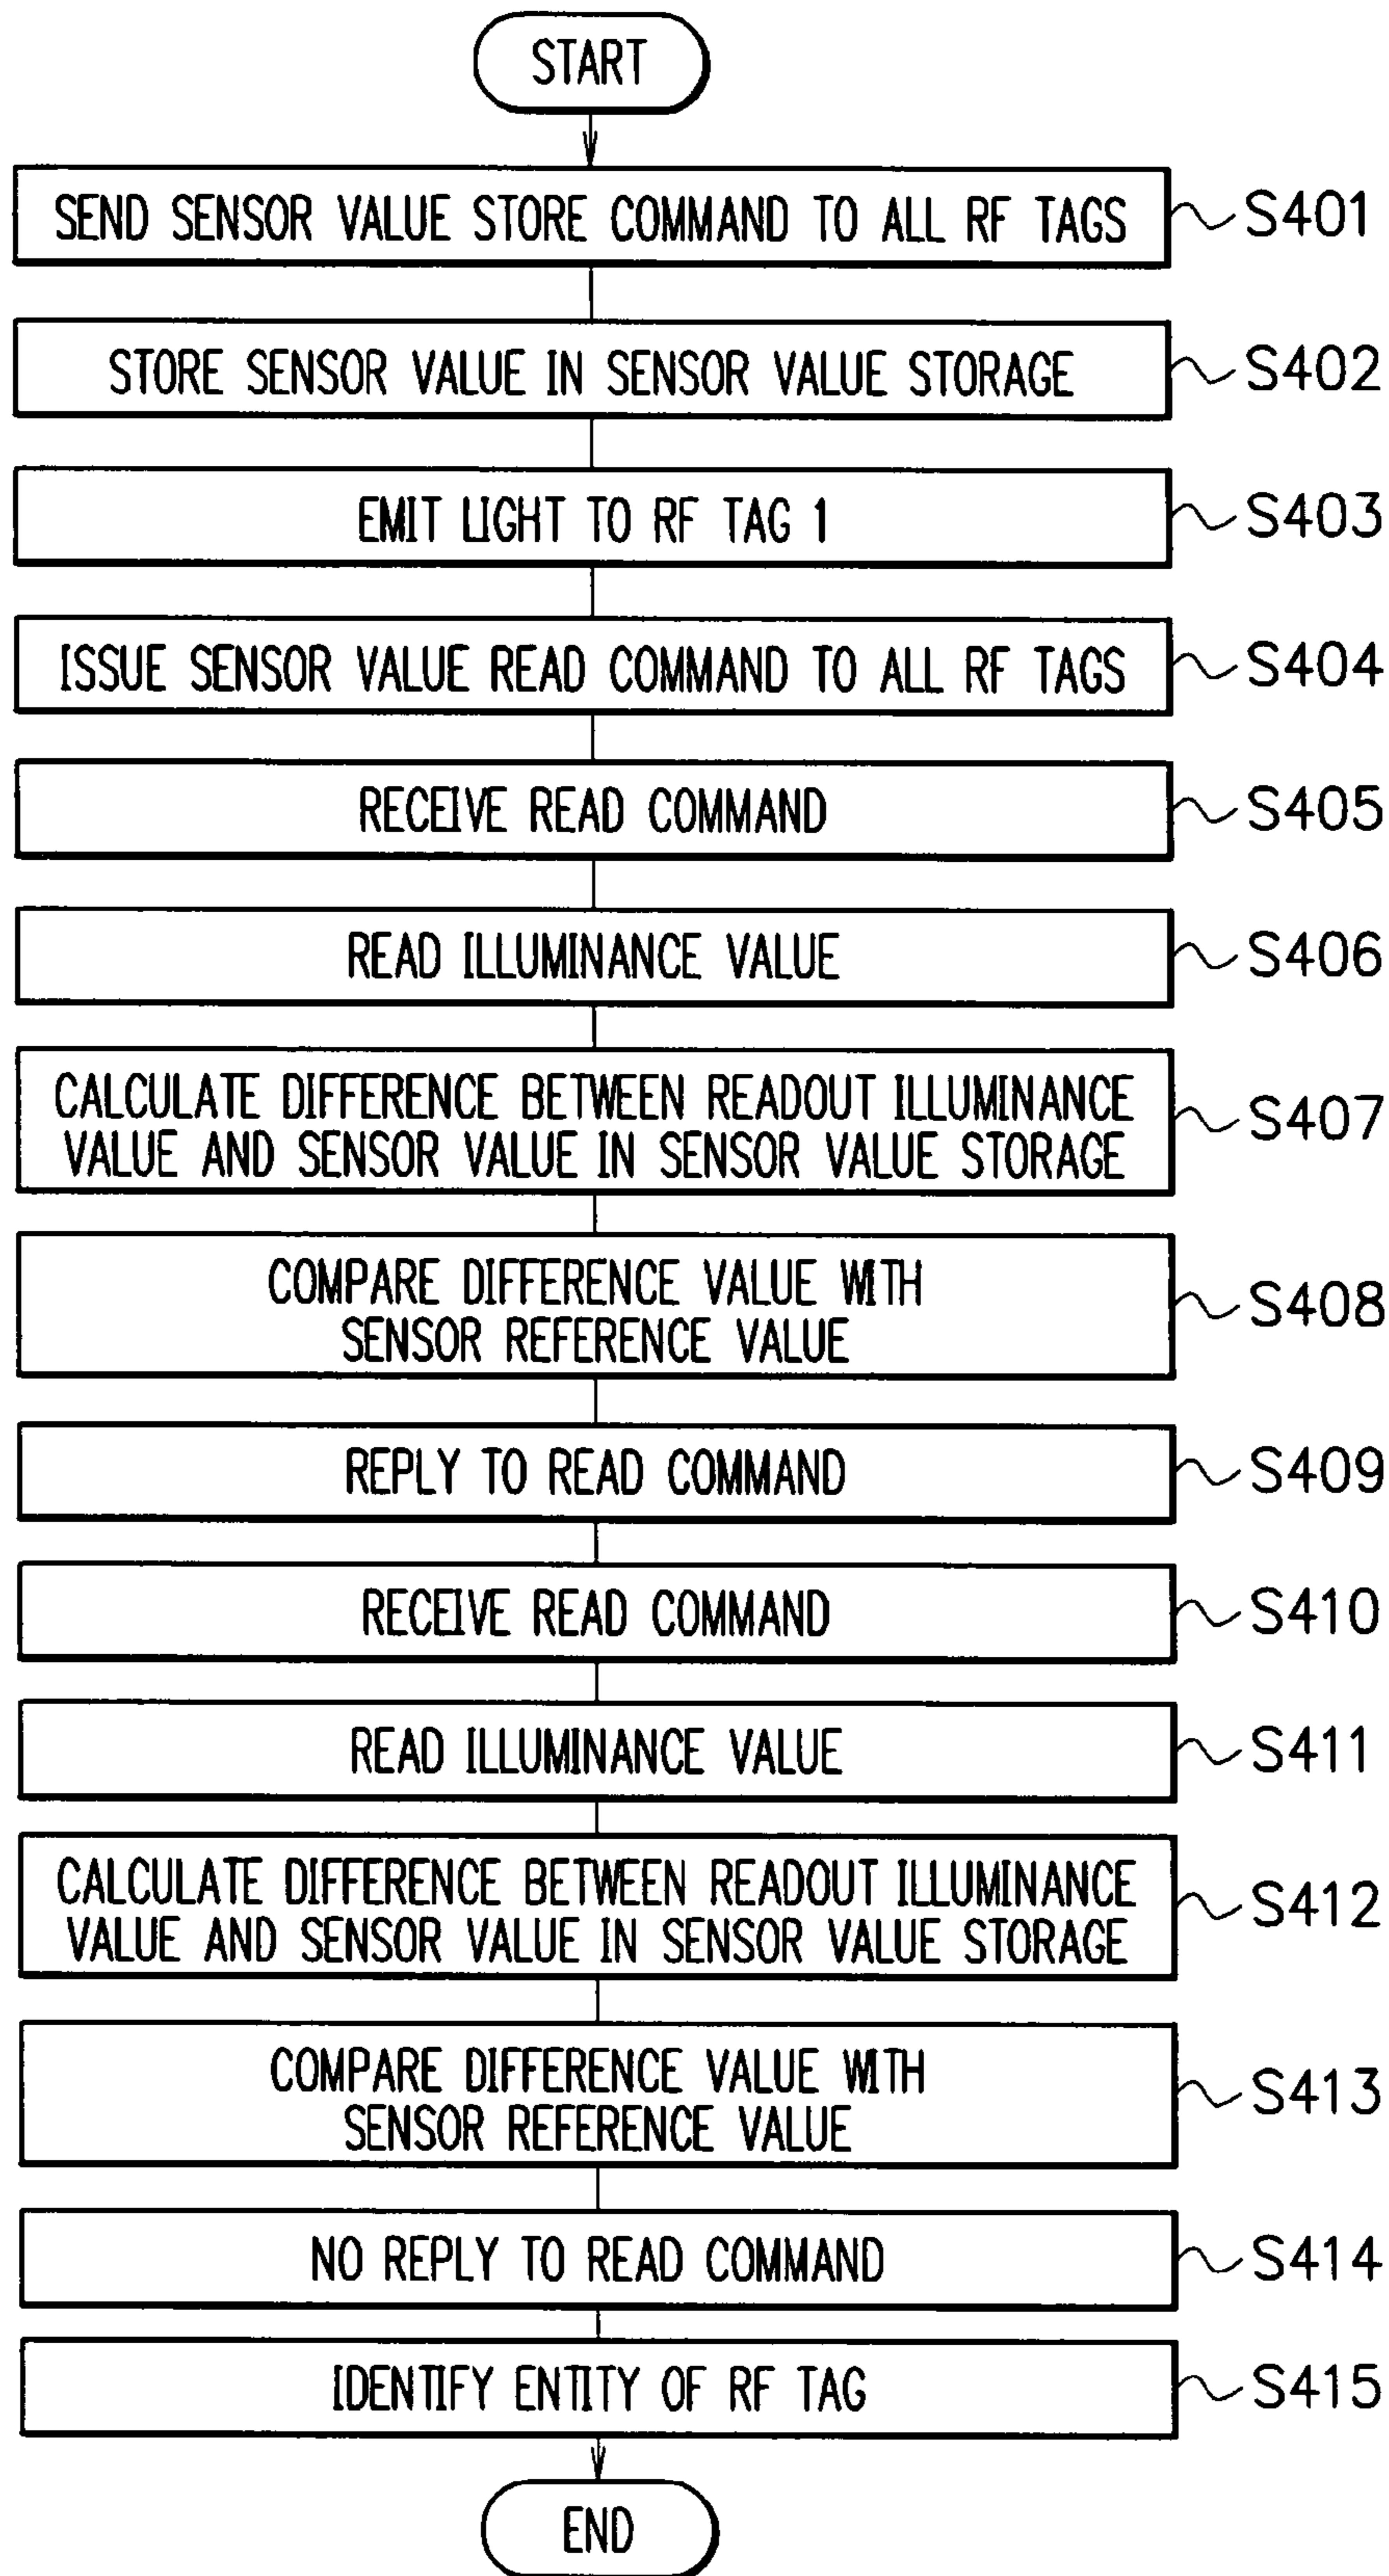 START
SEND SENSOR VALUE STORE COMMAND TO ALL RF TAGS
S401
STORE SENSOR VALUE IN SENSOR VALUE STORAGE
S402
EMIT LIGHT TO RF TAG 1
S403
ISSUE SENSOR VALUE READ COMMAND TO ALL RF TAGS
S404
RECEIVE READ COMMAND
S405
READ ILLUMINANCE VALUE
S406
CALCULATE DIFFERENCE BETWEEN READOUT ILLUMINANCE
VALUE AND SENSOR VALUE IN SENSOR VALUE STORAGE
S407
COMPARE DIFFERENCE VALUE WITH
SENSOR REFERENCE VALUE
S408
REPLY TO READ COMMAND
S409
RECEIVE READ COMMAND
S410
READ ILLUMINANCE VALUE
S411
CALCULATE DIFFERENCE BETWEEN READOUT ILLUMINANCE
VALUE AND SENSOR VALUE IN SENSOR VALUE STORAGE
S412
COMPARE DIFFERENCE VALUE WITH
SENSOR REFERENCE VALUE
S413
NO REPLY TO READ COMMAND
S414
IDENTIFY ENTITY OF RF TAG
S415
END